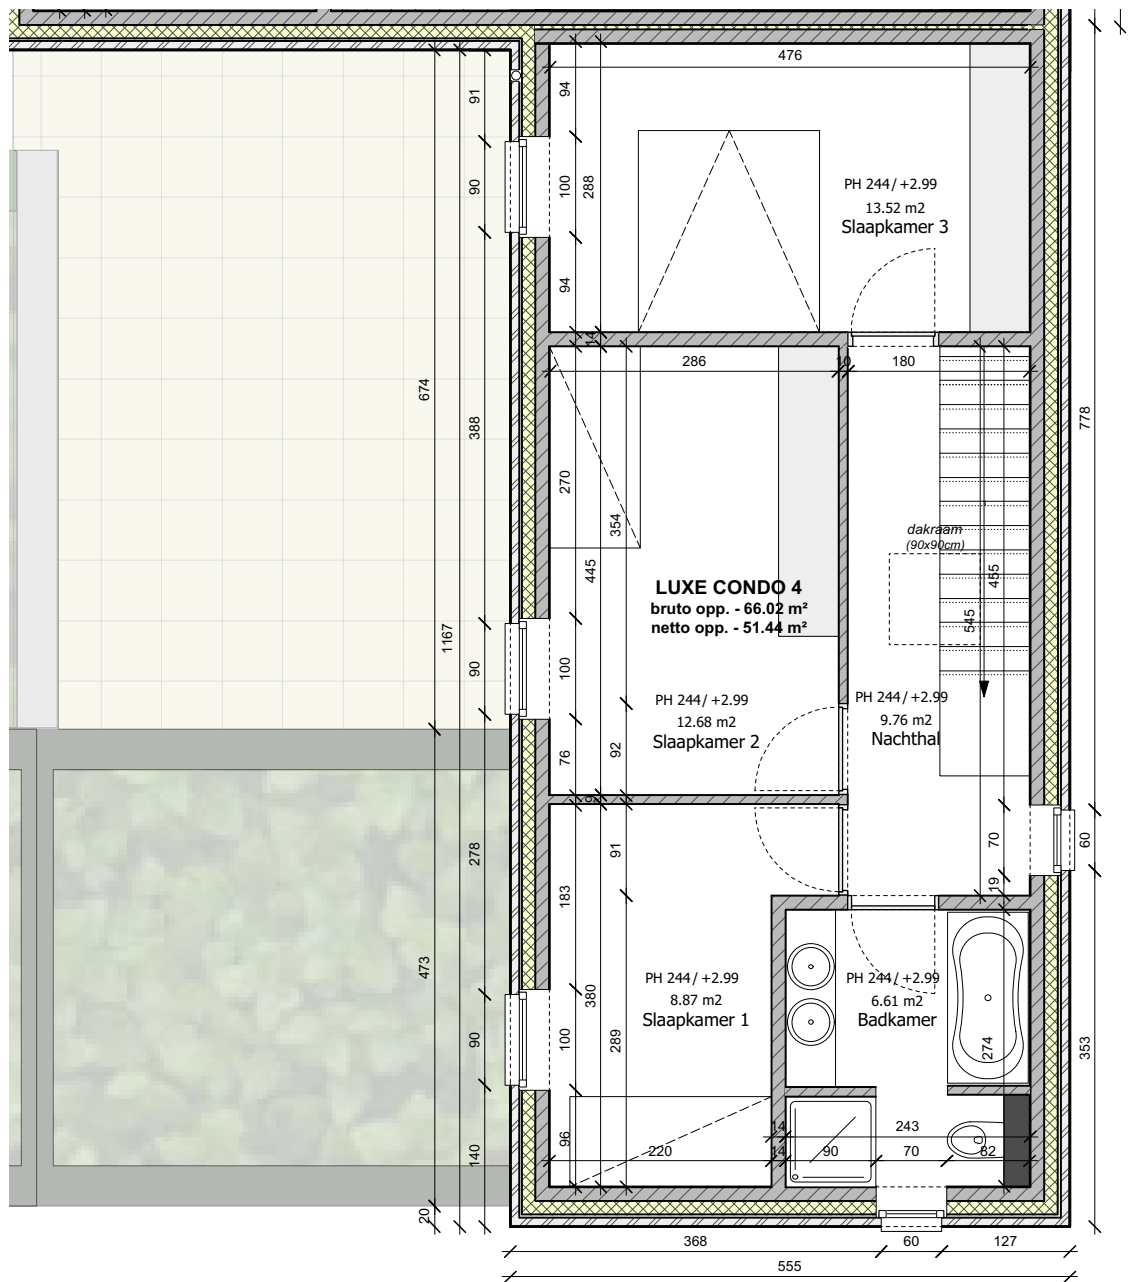 476
91
94
90
100
288
PH 244/ +2.99
13.52 m2
Slaapkamer 3
94
14
286
10
180
674
388
778
270
354
dakraam
(90x90cm)
445
455
LUXE CONDO 4
bruto opp. - 66.02 m²
netto opp. - 51.44 m²
545
1167
90
100
PH 244/ +2.99
12.68 m2
Slaapkamer 2
PH 244/ +2.99
9.76 m2
Nachthal
76
92
9
278
91
70
60
183
19
473
PH 244/ +2.99
8.87 m2
Slaapkamer 1
PH 244/ +2.99
6.61 m2
Badkamer
380
90
100
289
274
353
96
14
243
140
220
14
90
70
82
20
368
60
127
555